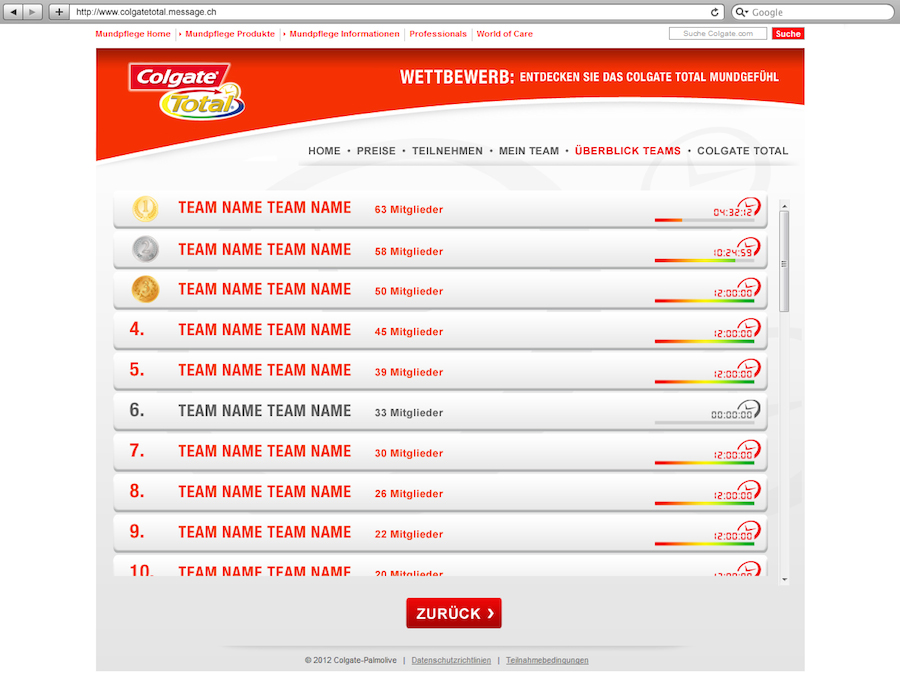 http://www.colgatetotal.message.ch
Google
Mundpflege Home
Mundpflege Produkte
Mundpflege Informationen
Professionals
World of Care
Suche Colgate.com
Suche
Colgate
Total
WETTBEWERB: ENTDECKEN SIE DAS COLGATE TOTAL MUNDGEFÜHL
HOME • PREISE • TEILNEHMEN • MEIN TEAM • ÜBERBLICK TEAMS • COLGATE TOTAL
1 TEAM NAME TEAM NAME 63 Mitglieder 04:32:12
2 TEAM NAME TEAM NAME 58 Mitglieder 10:24:59
TEAM NAME TEAM NAME 50 Mitglieder 12:00:00
4. TEAM NAME TEAM NAME 45 Mitglieder 12:00:00
5. TEAM NAME TEAM NAME 39 Mitglieder 12:00:00
6. TEAM NAME TEAM NAME 33 Mitglieder 00:00:00
7. TEAM NAME TEAM NAME 30 Mitglieder 12:00:00
8. TEAM NAME TEAM NAME 26 Mitglieder 12:00:00
9. TEAM NAME TEAM NAME 22 Mitglieder 12:00:00
10. TEAM NAME TEAM NAME 20 Mitglieder
ZURÜCK
© 2012 Colgate-Palmolive | Datenschutzrichtlinien | Teilnahmebedingungen